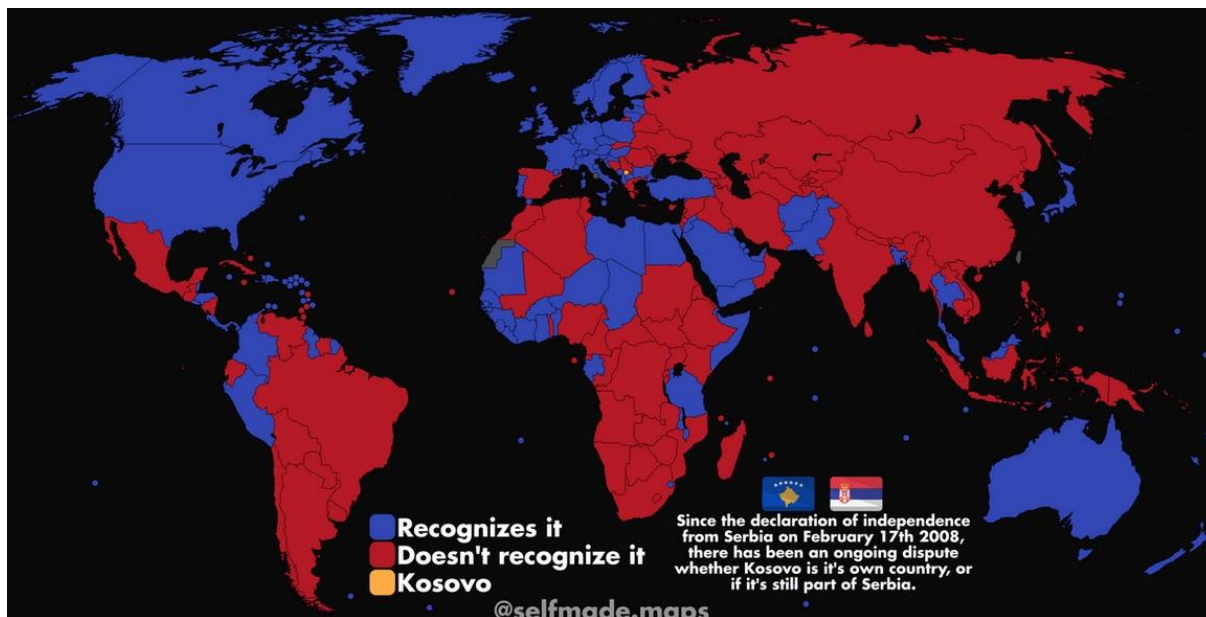 Recognizes it
Doesn't recognize it
Kosovo
Since the declaration of independence
from Serbia on February 17th 2008,
there has been an ongoing dispute
whether Kosovo is it's own country, or
if it's still part of Serbia.
@selfmade.maps